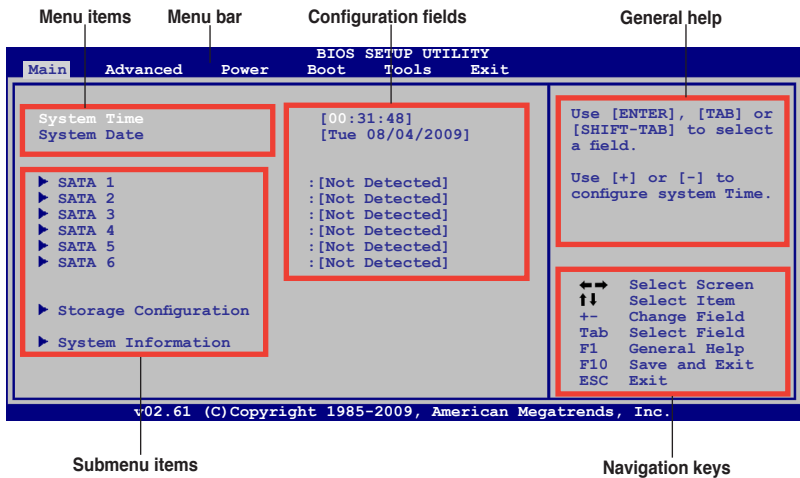 Menu items Menu bar Configuration fields General help
BIOS SETUP UTILITY
Main Advanced Power Boot Tools Exit
System Time [00:31:48]
System Date [Tue 08/04/2009]
SATA 1 :[Not Detected]
SATA 2 :[Not Detected]
SATA 3 :[Not Detected]
SATA 4 :[Not Detected]
SATA 5 :[Not Detected]
SATA 6 :[Not Detected]
Storage Configuration
System Information
Use [ENTER], [TAB] or
[SHIFT-TAB] to select
a field.
Use [+] or [-] to
configure system Time.
←→ Select Screen
↑↓ Select Item
+- Change Field
Tab Select Field
F1 General Help
F10 Save and Exit
ESC Exit
v02.61 (C)Copyright 1985-2009, American Megatrends, Inc.
Submenu items Navigation keys